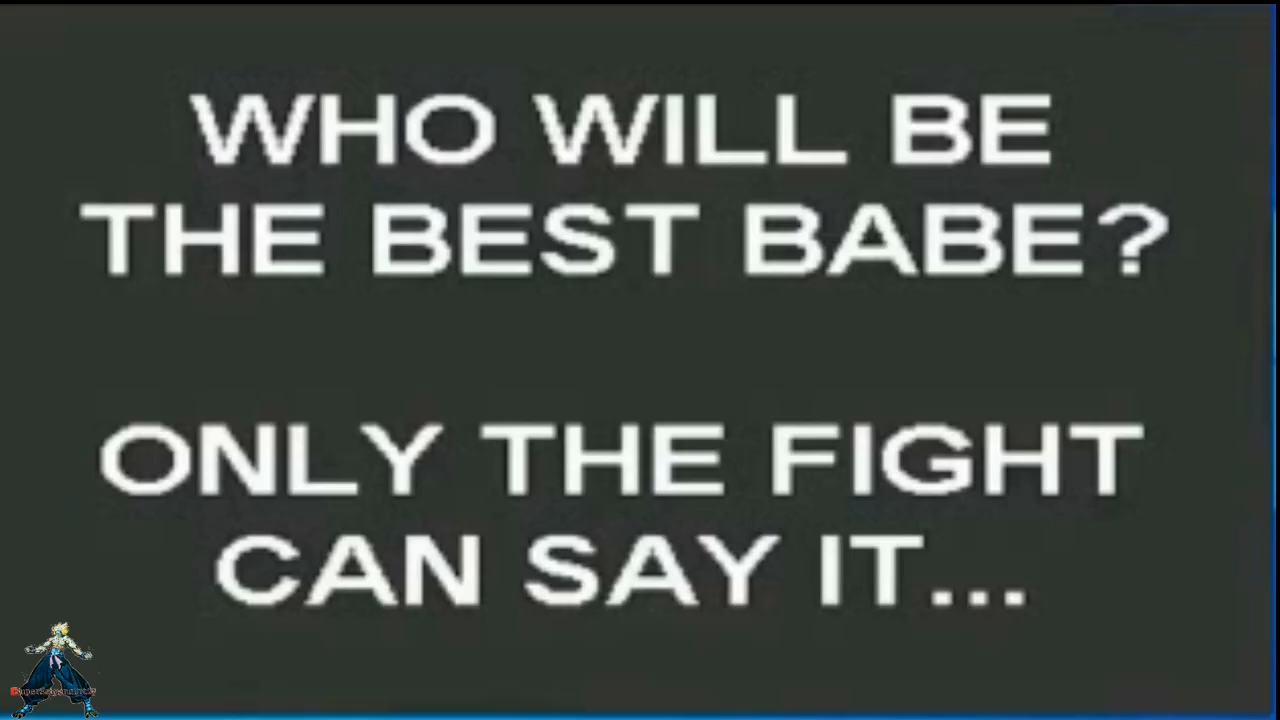 WHO WILL BE
THE BEST BABE?
ONLY THE FIGHT
CAN SAY IT...